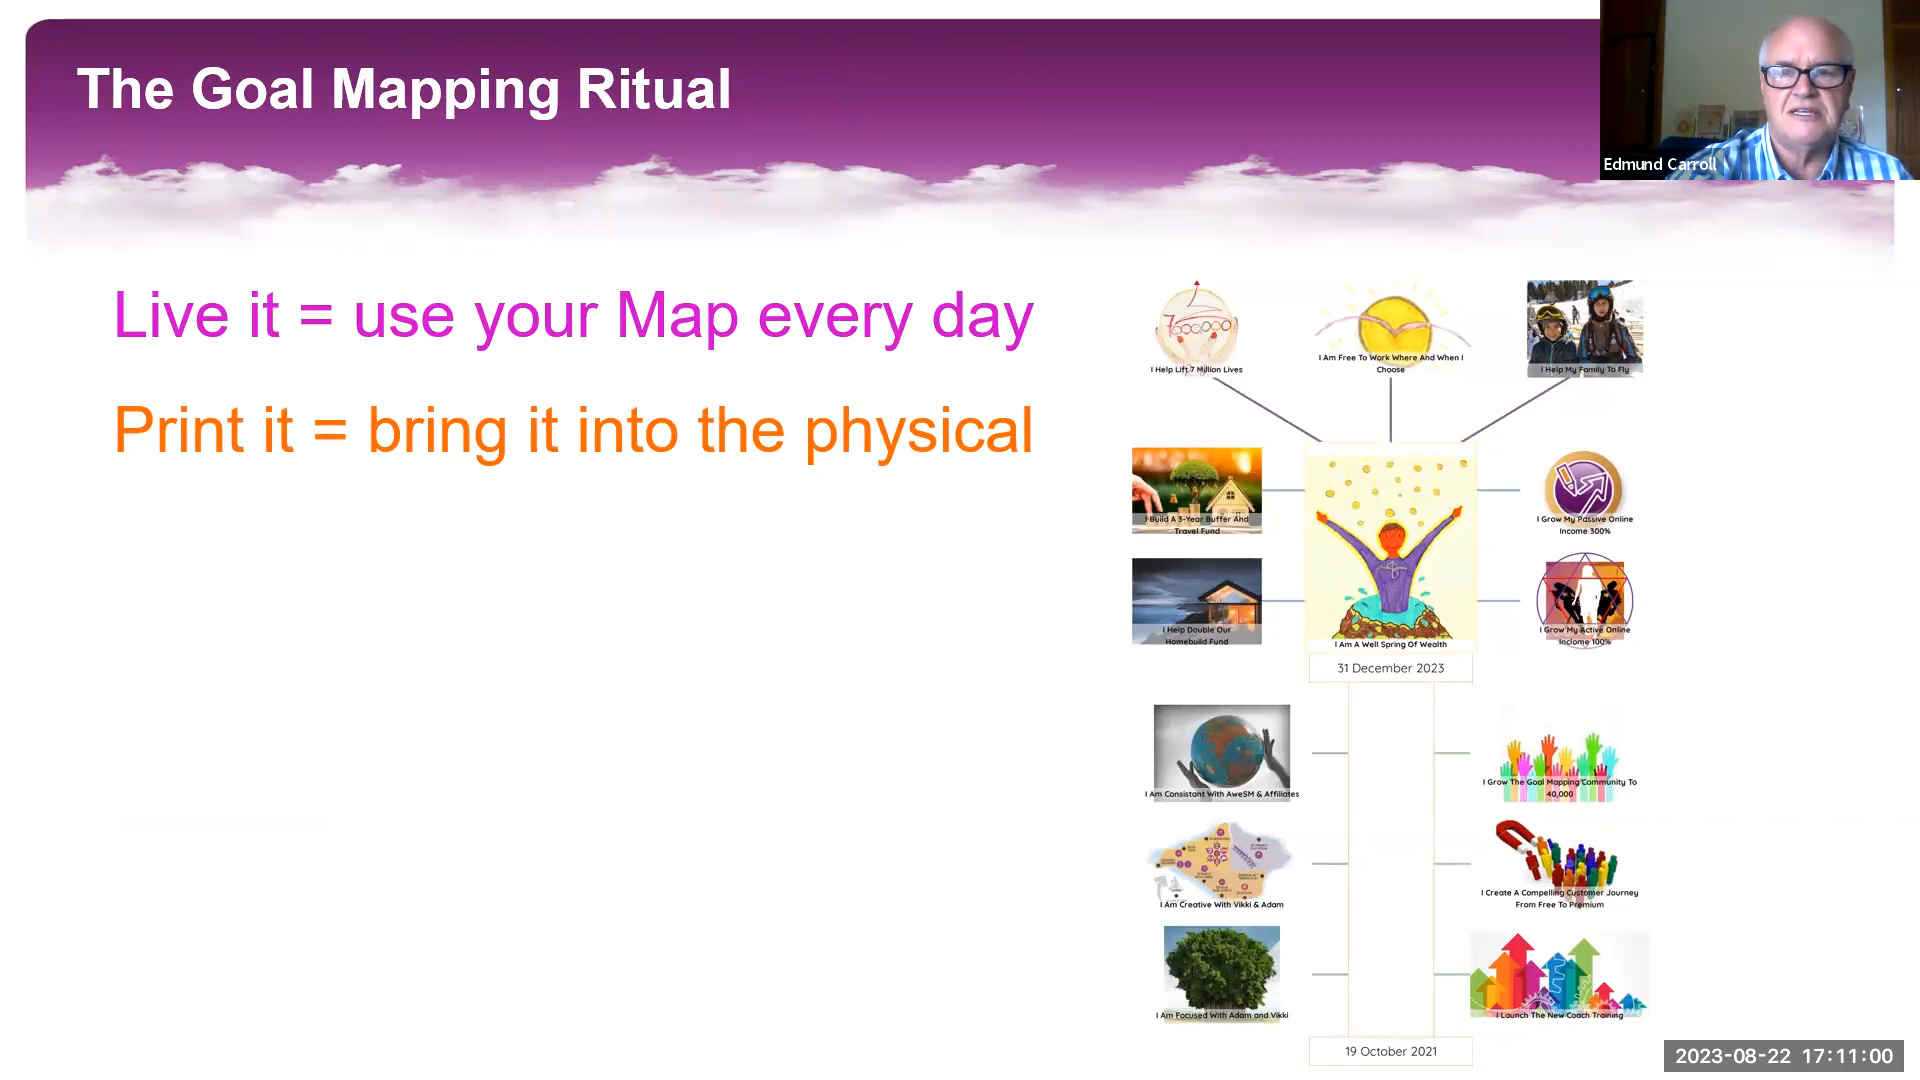 The Goal Mapping Ritual
Edmund Carroll
Live it = use your Map every day
Print it = bring it into the physical
7000,000
I Help Lift 7 Million Lives
I Am Free To Work Where And When I
Choose
I Help My Family To Fly
I Build A 3-Year Buffer And
Travel Fund
I Grow My Passive Online
Income 300%
I Help Double Our
Homebuild Fund
I Grow My Active Online
Inclome 100%
I Am A Well Spring Of Wealth
31 December 2023
I Am Consistant With AweSM & Affiliates
I Grow The Goal Mapping Community To
40,000
I Am Creative With Vikki & Adam
I Create A Compelling Customer Journey
From Free To Premium
I Am Focused With Adam and Vikki
I Launch The New Coach Training
19 October 2021
2023-08-22 17:11:00